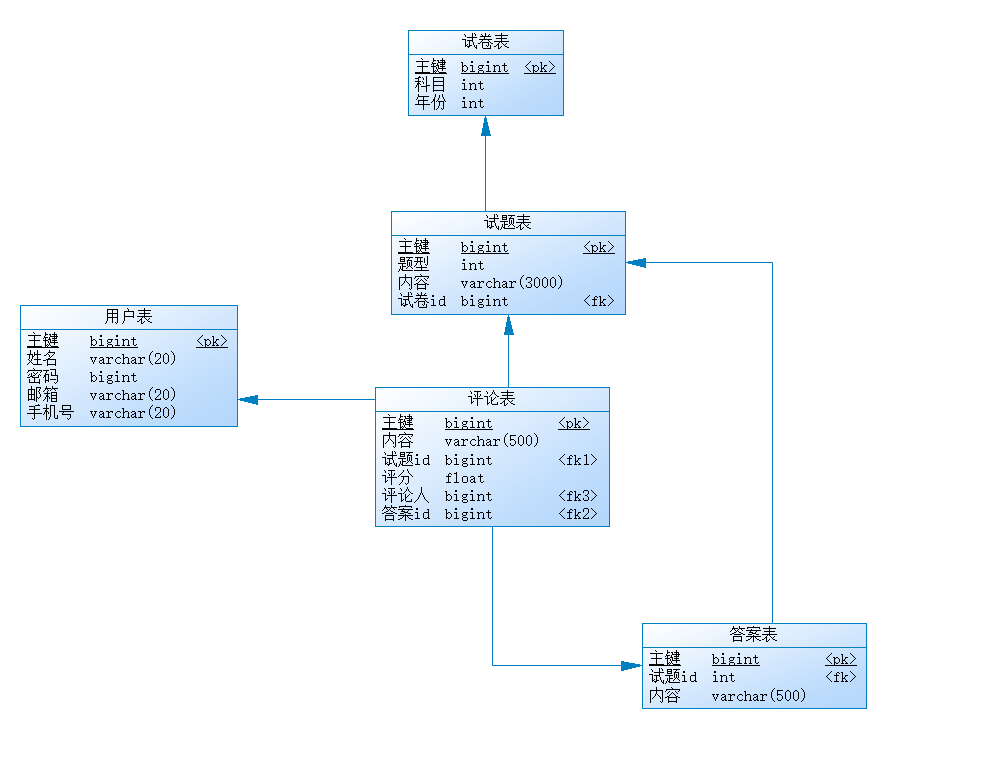 试卷表
主键 bigint <pk>
科目 int
年份 int
试题表
主键 bigint <pk>
题型 int
内容 varchar(3000)
试卷id bigint <fk>
用户表
主键 bigint <pk>
姓名 varchar(20)
密码 bigint
邮箱 varchar(20)
手机号 varchar(20)
评论表
主键 bigint <pk>
内容 varchar(500)
试题id bigint <fk1>
评分 float
评论人 bigint <fk3>
答案id bigint <fk2>
答案表
主键 bigint <pk>
试题id int <fk>
内容 varchar(500)